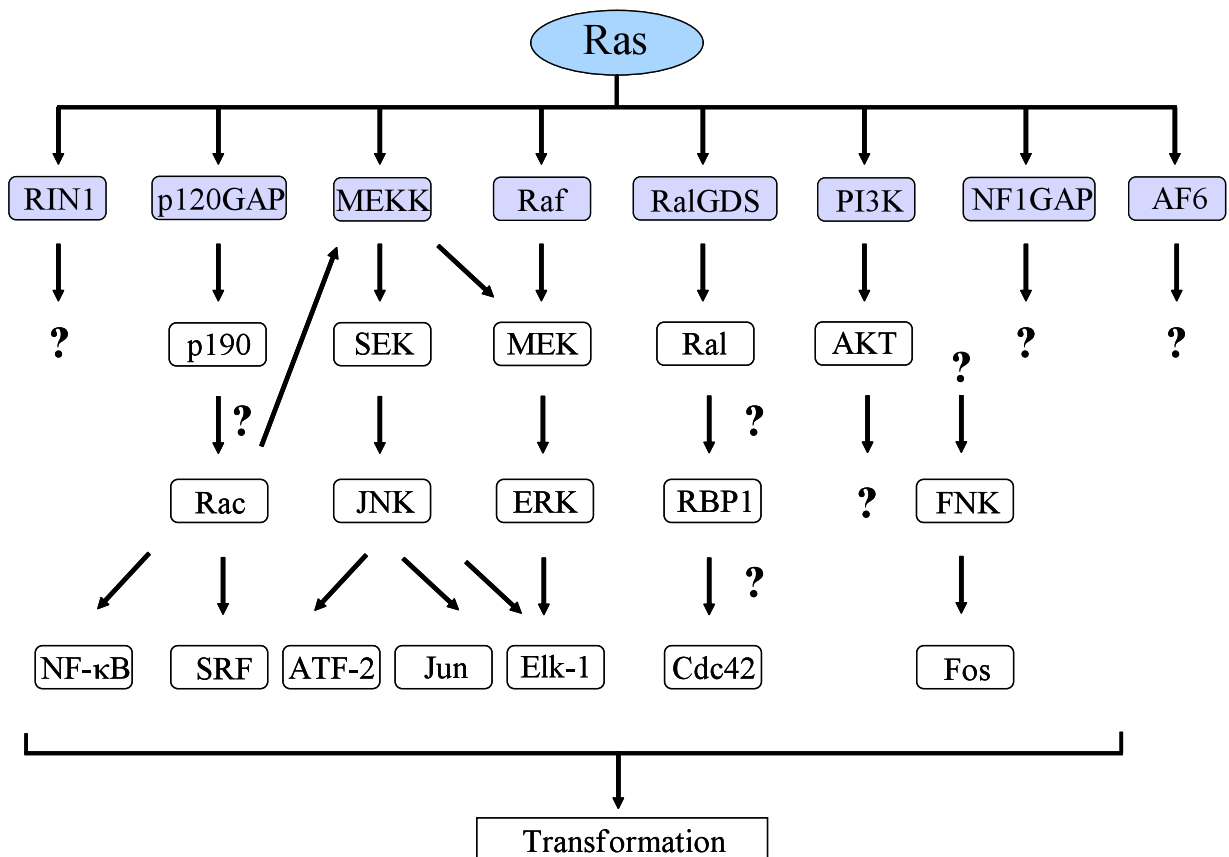 Ras
RIN1 p120GAP MEKK Raf RalGDS PI3K NF1GAP AF6
? p190 SEK MEK Ral AKT ? ?
?
? ?
Rac JNK ERK RBP1 ? FNK
?
NF-κB SRF ATF-2 Jun Elk-1 Cdc42 Fos
Transformation